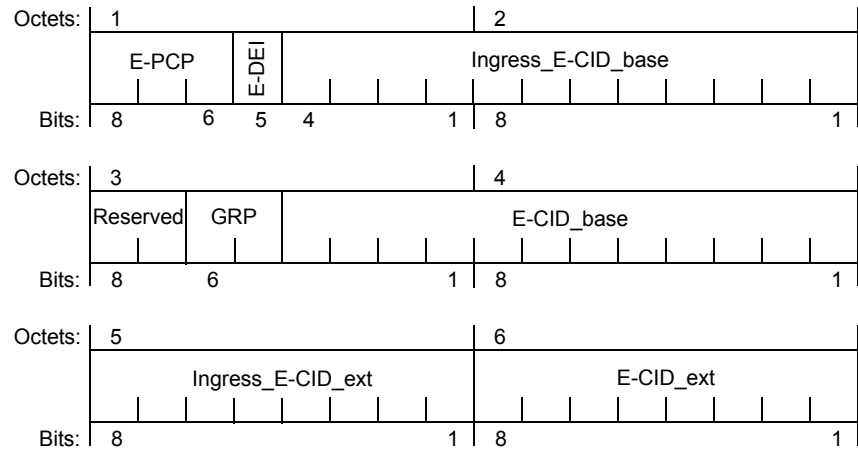 Octets: 1 2
E-PCP E-DEI Ingress_E-CID_base
Bits: 8 6 5 4 1 8 1
Octets: 3 4
Reserved GRP E-CID_base
Bits: 8 6 1 8 1
Octets: 5 6
Ingress_E-CID_ext E-CID_ext
Bits: 8 1 8 1